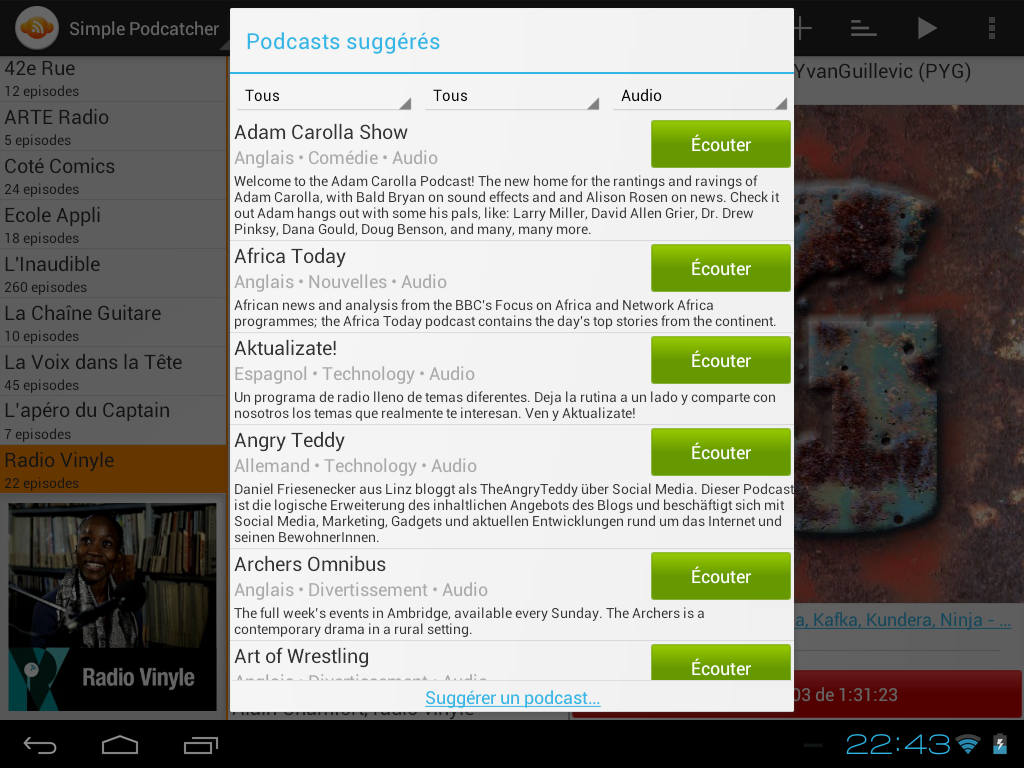 Simple Podcatcher
42e Rue
12 episodes
ARTE Radio
5 episodes
Coté Comics
24 episodes
Ecole Appli
18 episodes
L'Inaudible
260 episodes
La Chaîne Guitare
10 episodes
La Voix dans la Tête
45 episodes
L'apéro du Captain
7 episodes
Radio Vinyle
22 episodes
Radio Vinyle
Podcasts suggérés
Tous
Tous
Audio
Adam Carolla Show
Écouter
Anglais • Comédie • Audio
Welcome to the Adam Carolla Podcast! The new home for the rantings and ravings of
Adam Carolla, with Bald Bryan on sound effects and and Alison Rosen on news. Check it
out Adam hangs out with some his pals, like: Larry Miller, David Allen Grier, Dr. Drew
Pinksy, Dana Gould, Doug Benson, and many, many more.
Africa Today
Écouter
Anglais • Nouvelles • Audio
African news and analysis from the BBC's Focus on Africa and Network Africa
programmes; the Africa Today podcast contains the day's top stories from the continent.
Aktualizate!
Écouter
Espagnol • Technology • Audio
Un programa de radio lleno de temas diferentes. Deja la rutina a un lado y comparte con
nosotros los temas que realmente te interesan. Ven y Aktualizate!
Angry Teddy
Écouter
Allemand • Technology • Audio
Daniel Friesenecker aus Linz bloggt als TheAngryTeddy über Social Media. Dieser Podcast
ist die logische Erweiterung des inhaltlichen Angebots des Blogs und beschäftigt sich mit
Social Media, Marketing, Gadgets und aktuellen Entwicklungen rund um das Internet und
seinen BewohnerInnen.
Archers Omnibus
Écouter
Anglais • Divertissement • Audio
The full week's events in Ambridge, available every Sunday. The Archers is a
contemporary drama in a rural setting.
Art of Wrestling
Écouter
Anglais • Divertissement • Audio
Suggérer un podcast...
YvanGuillevic (PYG)
a, Kafka, Kundera, Ninja - ...
03 de 1:31:23
Alain Chamfort, radio vinyle
22:43